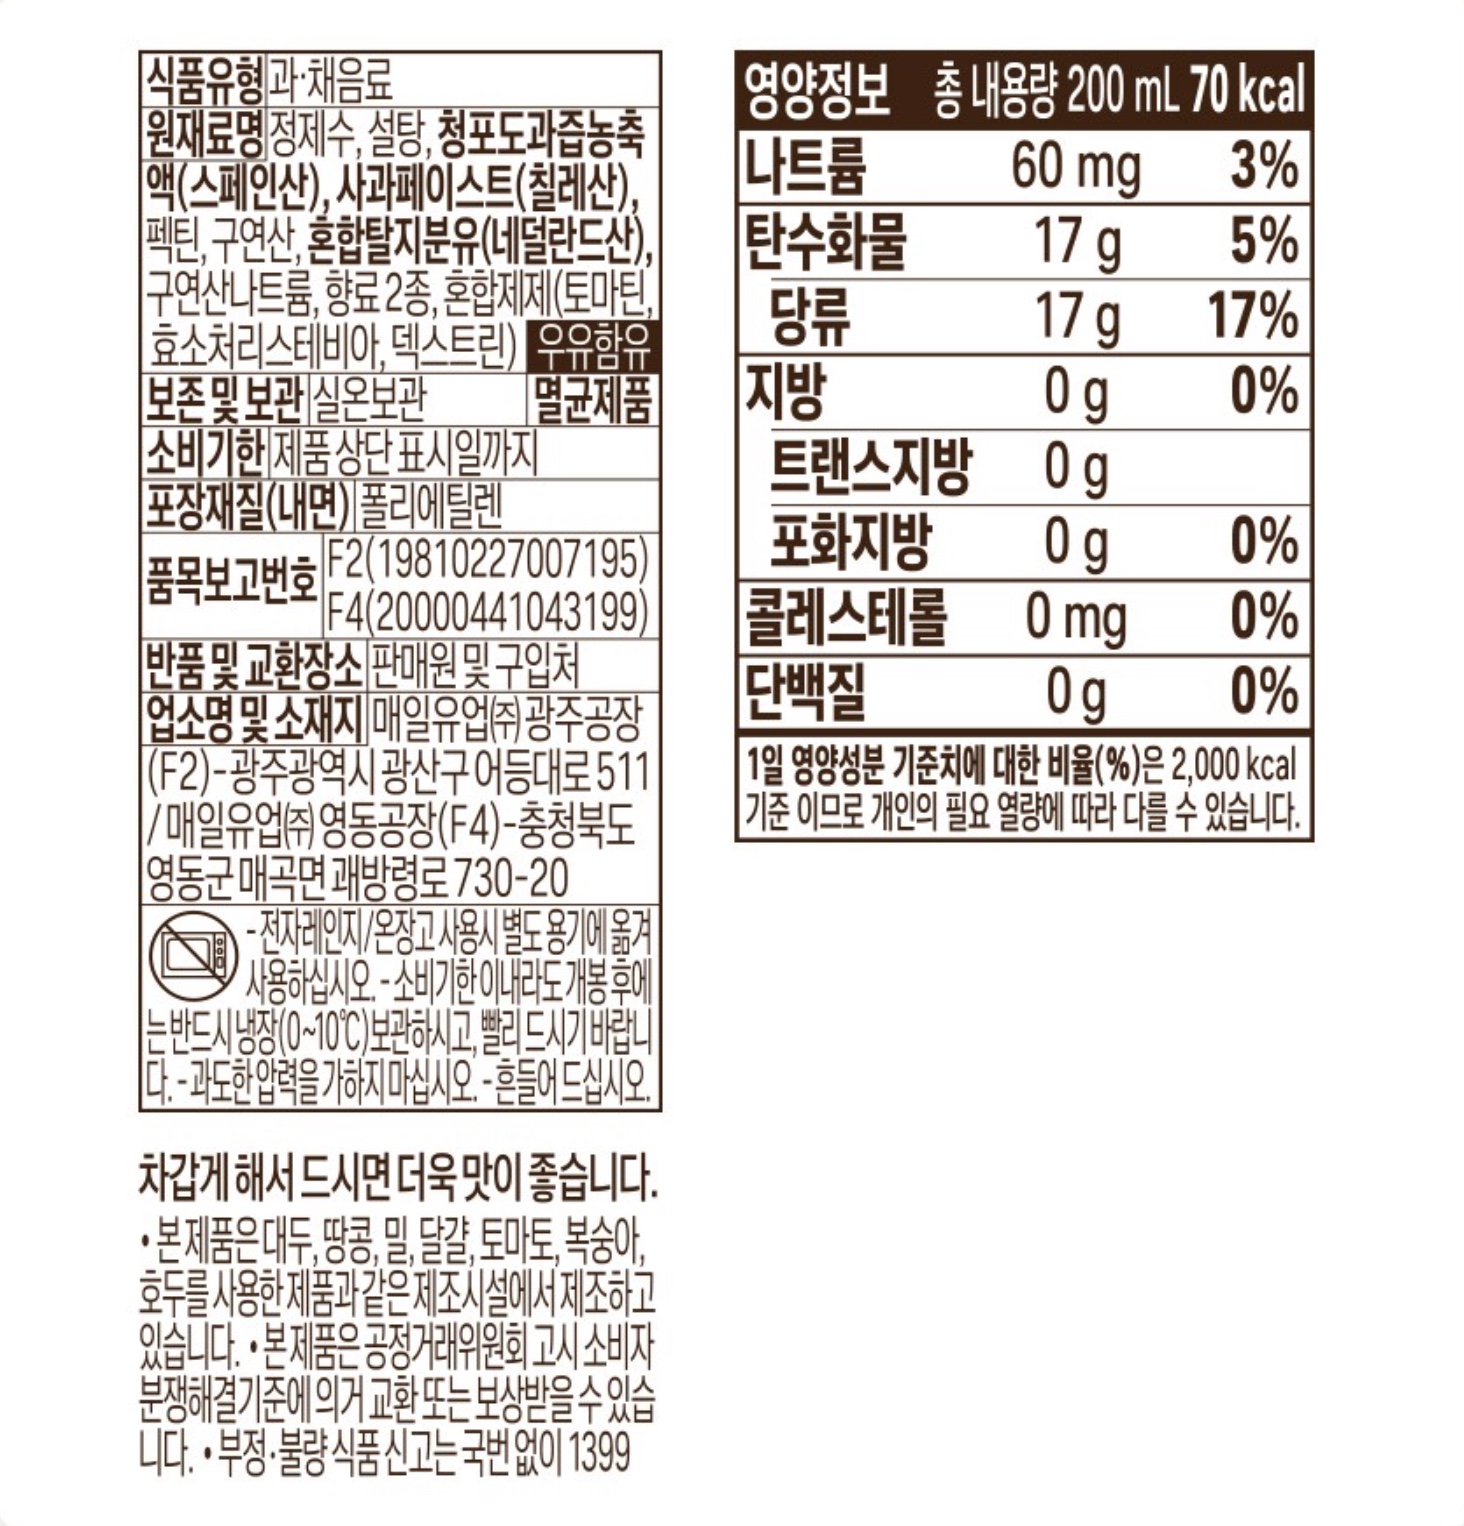 식품유형 과·채음료
원재료명 정제수, 설탕, 청포도과즙농축
액(스페인산), 사과페이스트(칠레산),
펙틴, 구연산, 혼합탈지분유(네덜란드산),
구연산나트륨, 향료 2종, 혼합제제(토마틴,
효소처리스테비아, 덱스트린) 우유함유
보존 및 보관 실온보관 멸균제품
소비기한 제품 상단 표시일까지
포장재질(내면) 폴리에틸렌
품목보고번호 F2(19810227007195)
F4(20000441043199)
반품 및 교환장소 판매원 및 구입처
업소명 및 소재지 매일유업㈜ 광주공장
(F2)-광주광역시 광산구 어등대로 511
/ 매일유업㈜ 영동공장(F4)-충청북도
영동군 매곡면 괘방령로 730-20
- 전자레인지/온장고 사용시 별도 용기에 옮겨
사용하십시오. - 소비기한 이내라도 개봉 후에
는 반드시 냉장(0~10℃)보관하시고, 빨리 드시기 바랍니
다. - 과도한 압력을 가하지 마십시오. - 흔들어 드십시오.
차갑게 해서 드시면 더욱 맛이 좋습니다.
• 본 제품은 대두, 땅콩, 밀, 달걀, 토마토, 복숭아,
호두를 사용한 제품과 같은 제조시설에서 제조하고
있습니다. • 본 제품은 공정거래위원회 고시 소비자
분쟁해결기준에 의거 교환 또는 보상받을 수 있습
니다. • 부정·불량식품 신고는 국번 없이 1399
영양정보 총 내용량 200 mL 70 kcal
나트륨 60 mg 3%
탄수화물 17 g 5%
당류 17 g 17%
지방 0 g 0%
트랜스지방 0 g
포화지방 0 g 0%
콜레스테롤 0 mg 0%
단백질 0 g 0%
1일 영양성분 기준치에 대한 비율(%)은 2,000 kcal
기준 이므로 개인의 필요 열량에 따라 다를 수 있습니다.